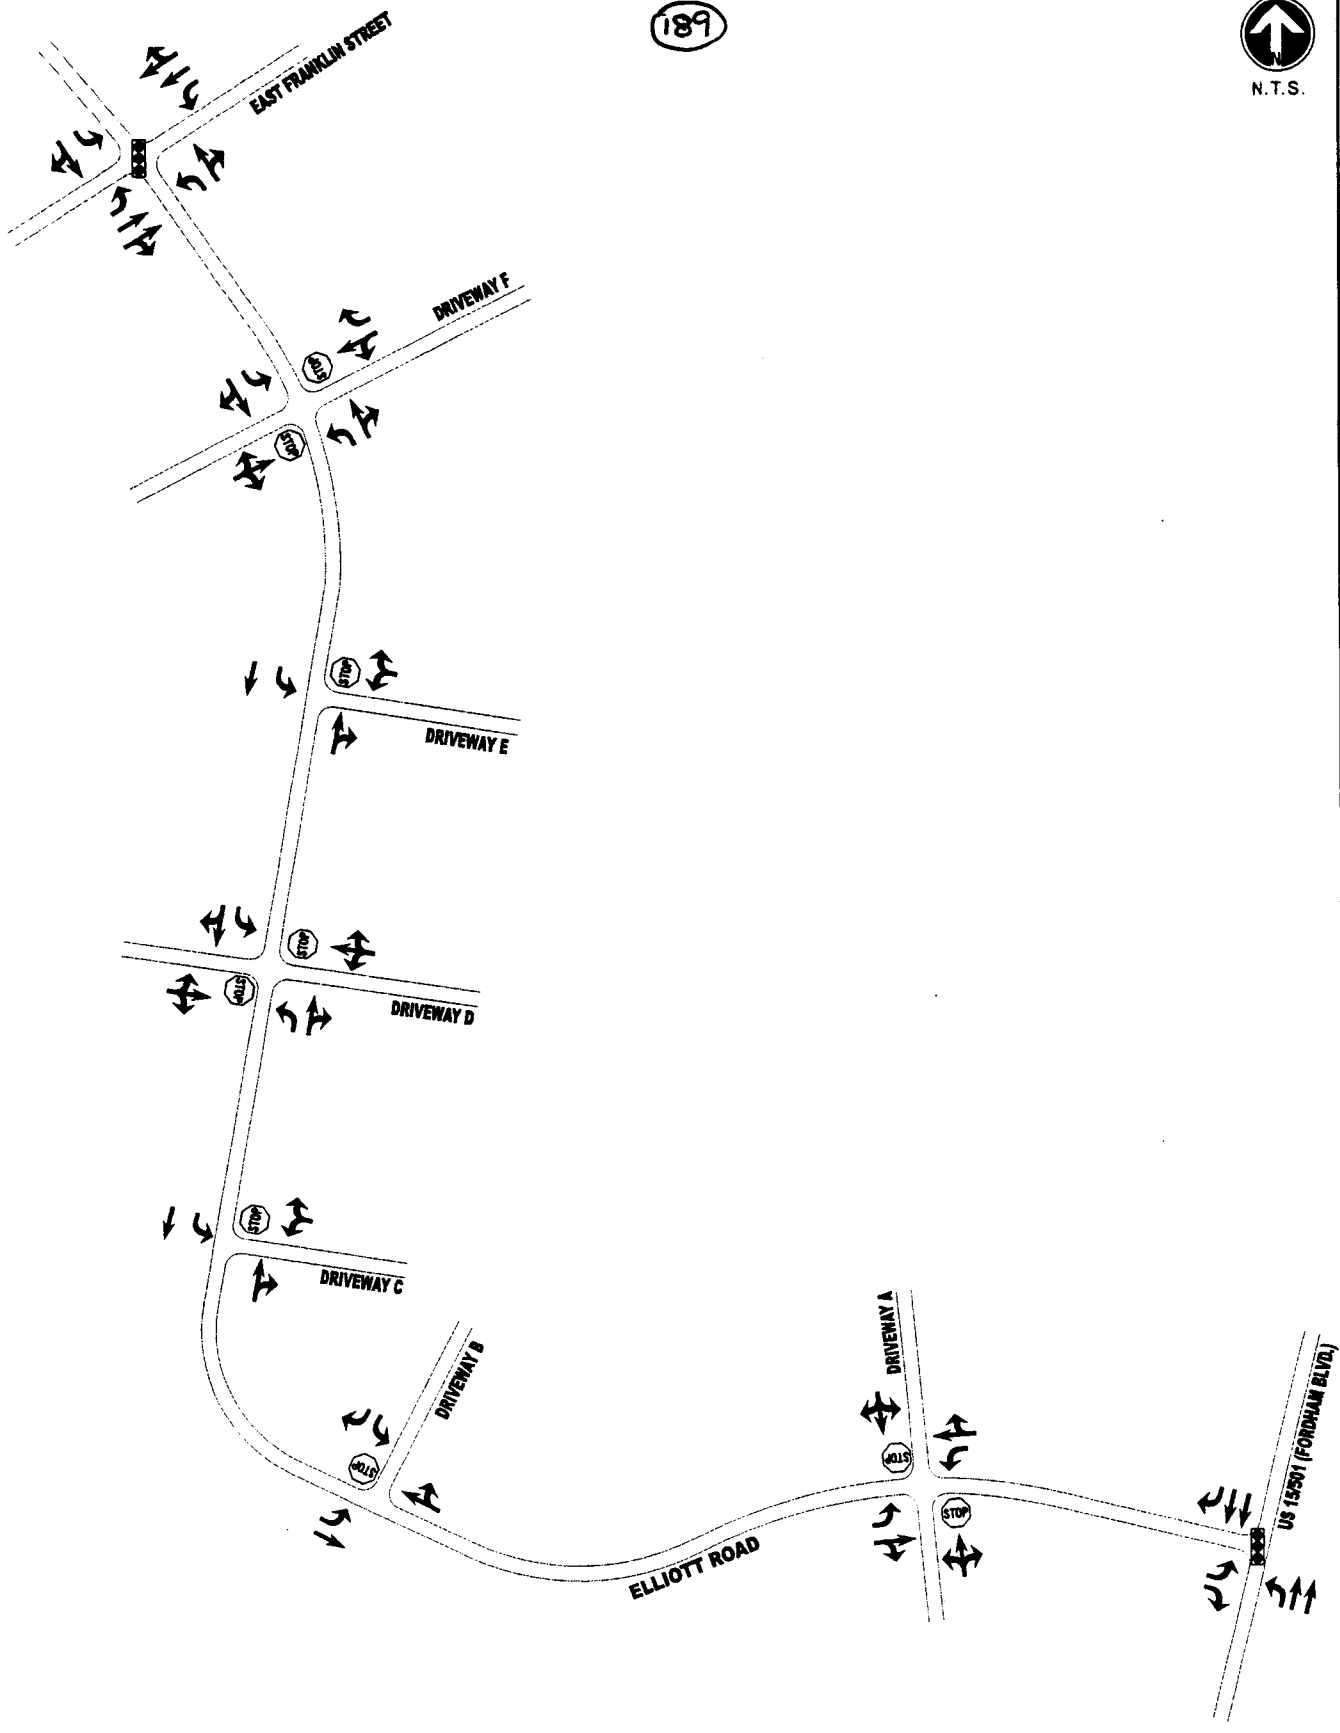 189
N
N.T.S.
EAST FRANKLIN STREET
DRIVEWAY F
STOP
STOP
STOP
DRIVEWAY E
STOP
STOP
DRIVEWAY D
STOP
DRIVEWAY C
DRIVEWAY B
STOP
DRIVEWAY A
STOP
STOP
US 15/501 (FORDHAM BLVD.)
ELLIOTT ROAD